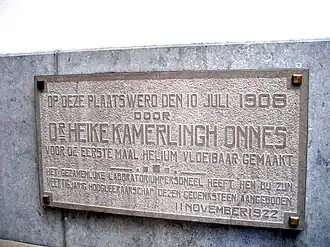 OP DEZE PLAATS WERD DEN 10 JULI 1908
DOOR
DR HEIKE KAMERLINGH ONNES
VOOR DE EERSTE MAAL HELIUM VLOEIBAAR GEMAAKT
HET GEZAMENLIJKE LABORATORIUMPERSONEEL HEEFT HEM BIJ ZIJN
VEERTIGJARIG HOOGLEERAARSCHAP DEZEN GEDENKSTEEN AANGEBODEN
11 NOVEMBER 1922